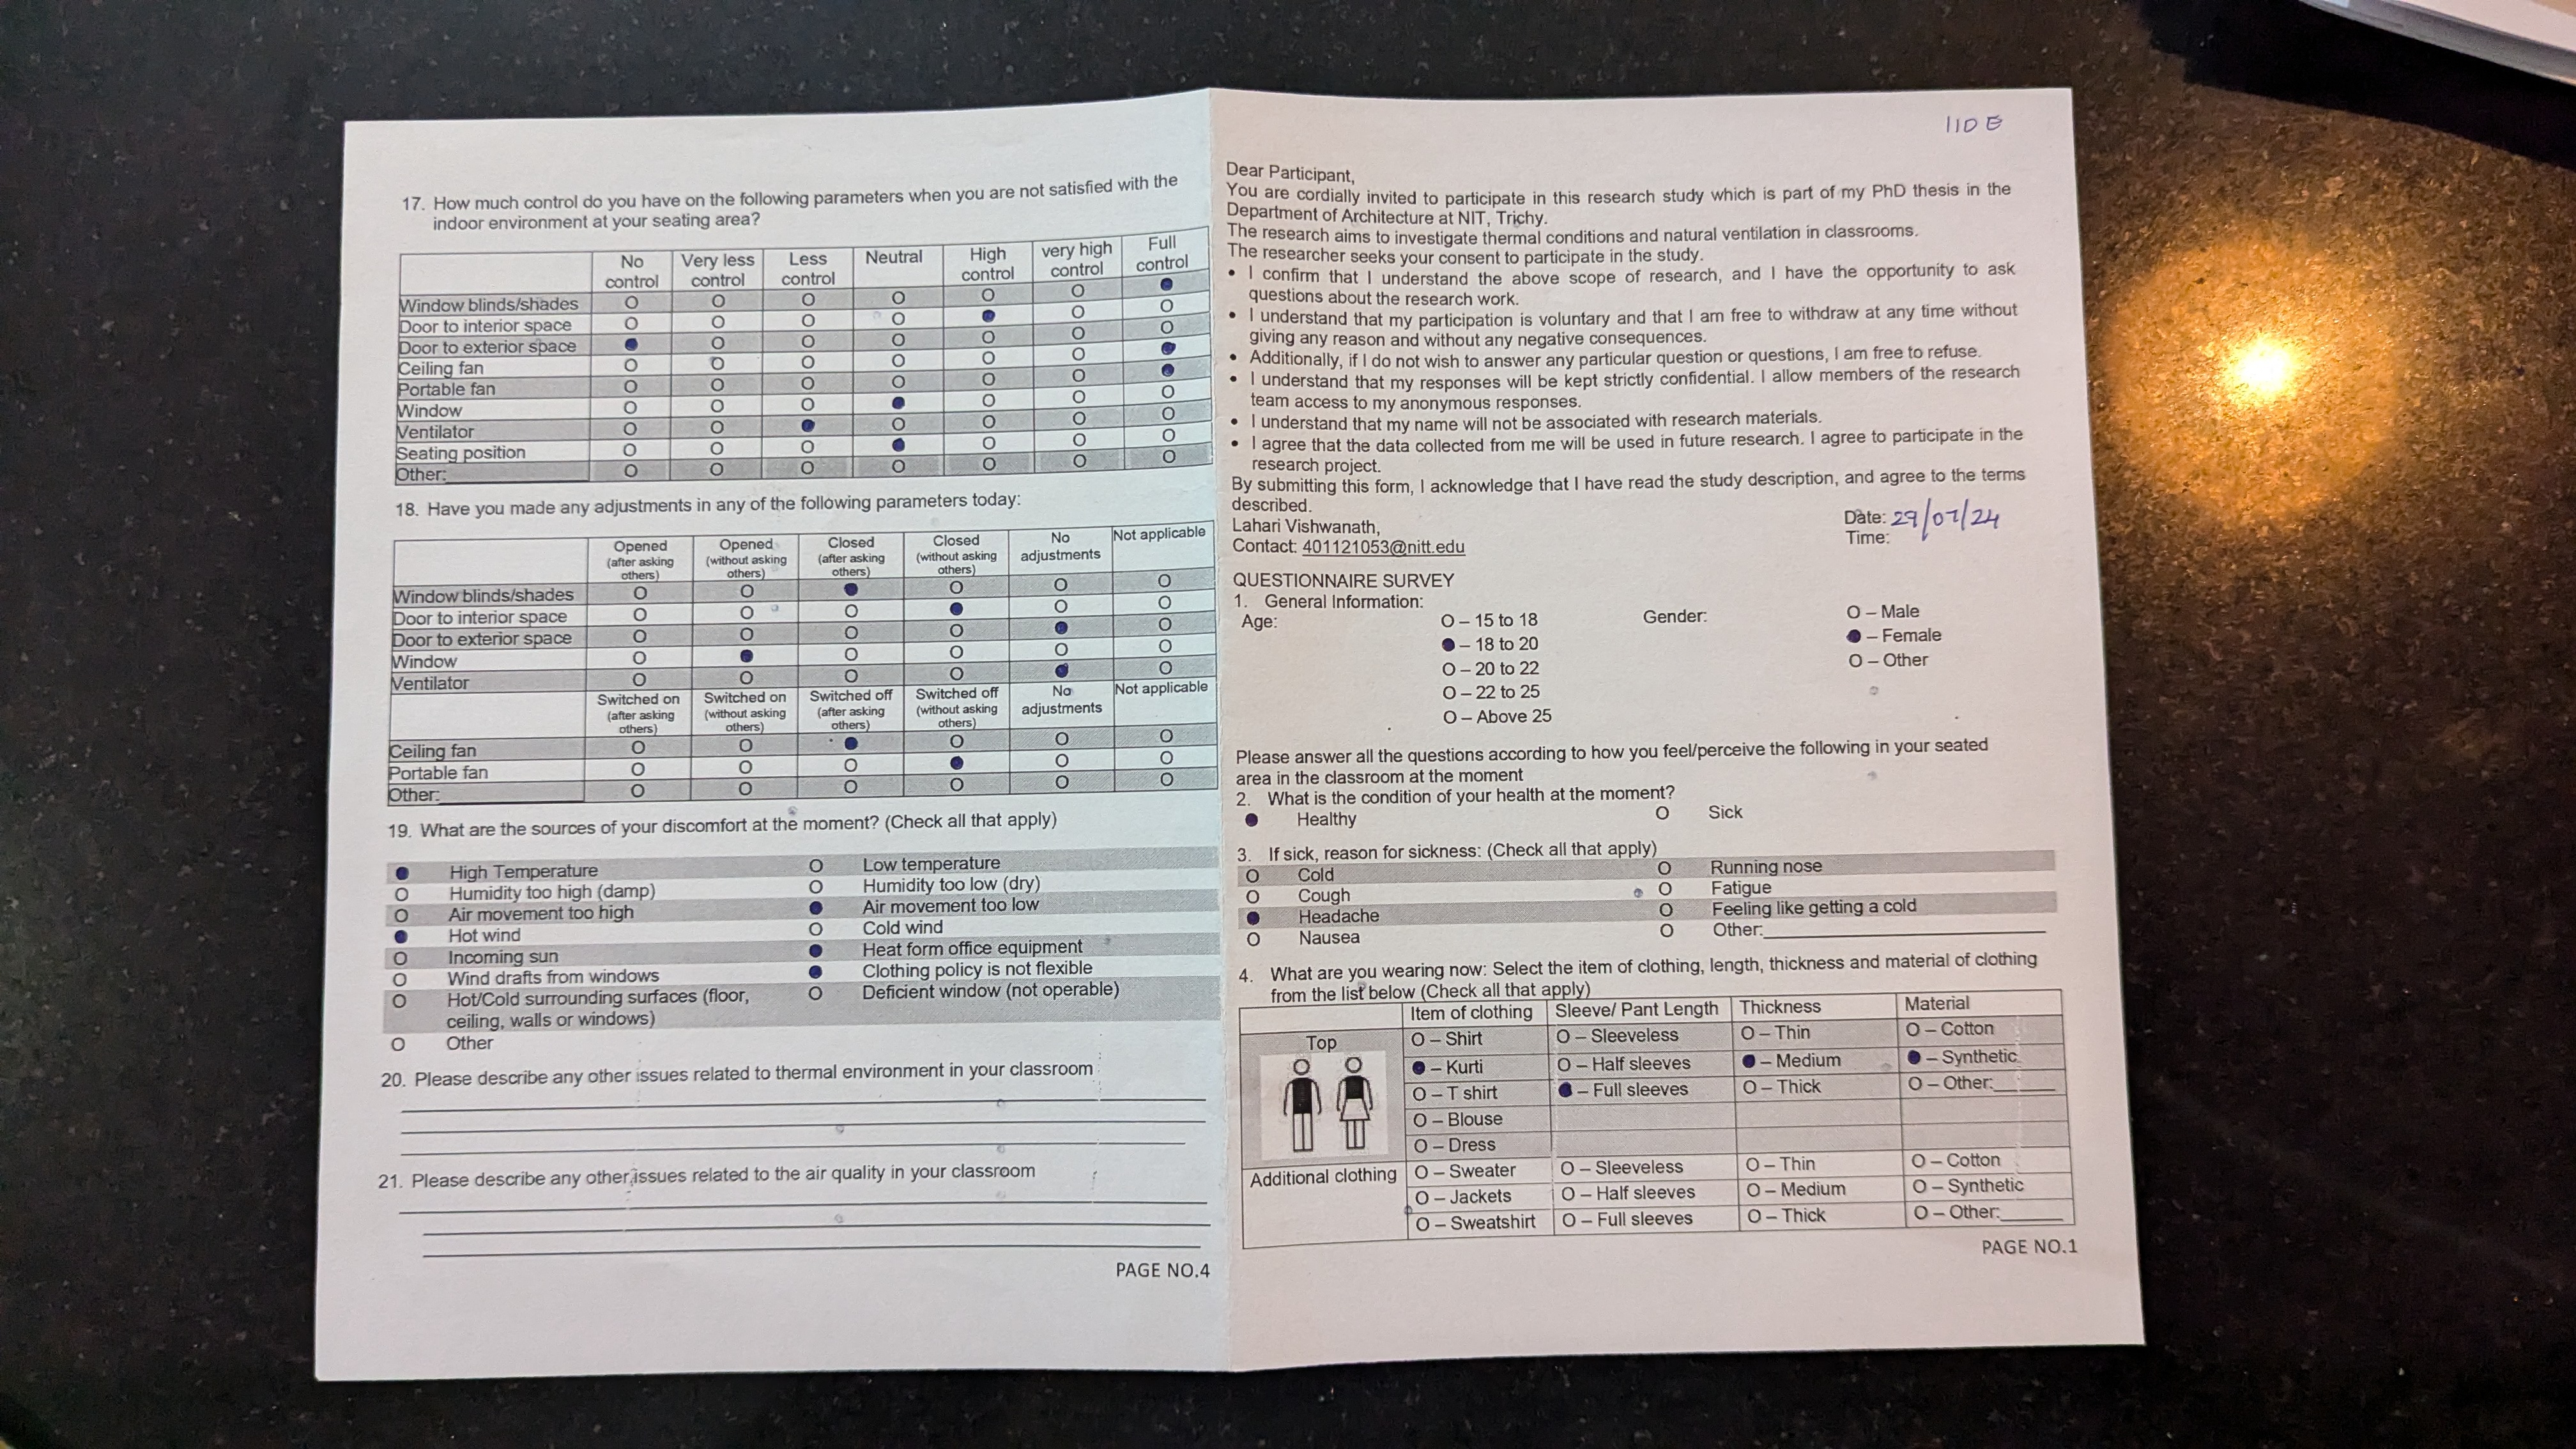 17. How much control do you have on the following parameters when you are not satisfied with the
indoor environment at your seating area?
No control Very less control Less control Neutral High control very high control Full control
Window blinds/shades O O O O O O ●
Door to interior space O O O O ● O O
Door to exterior space ● O O O O O O
Ceiling fan O O O O O O ●
Portable fan O O O O O O ●
Window O O O ● O O O
Ventilator O O ● O O O O
Seating position O O O ● O O O
Other: O O O O O O O
18. Have you made any adjustments in any of the following parameters today:
Opened (after asking others) Opened (without asking others) Closed (after asking others) Closed (without asking others) No adjustments Not applicable
Window blinds/shades O O ● O O O
Door to interior space O O O ● O O
Door to exterior space O O O O ● O
Window O ● O O O O
Ventilator O O O O ● O
Switched on (after asking others) Switched on (without asking others) Switched off (after asking others) Switched off (without asking others) No adjustments Not applicable
Ceiling fan O O ● O O O
Portable fan O O O ● O O
Other: O O O O O O
19. What are the sources of your discomfort at the moment? (Check all that apply)
● High Temperature O Low temperature
O Humidity too high (damp) O Humidity too low (dry)
O Air movement too high ● Air movement too low
● Hot wind O Cold wind
O Incoming sun ● Heat form office equipment
O Wind drafts from windows ● Clothing policy is not flexible
O Hot/Cold surrounding surfaces (floor, O Deficient window (not operable)
ceiling, walls or windows)
O Other
20. Please describe any other issues related to thermal environment in your classroom
21. Please describe any other issues related to the air quality in your classroom
PAGE NO.4
110 E
Dear Participant,
You are cordially invited to participate in this research study which is part of my PhD thesis in the
Department of Architecture at NIT, Trichy.
The research aims to investigate thermal conditions and natural ventilation in classrooms.
The researcher seeks your consent to participate in the study.
• I confirm that I understand the above scope of research, and I have the opportunity to ask
questions about the research work.
• I understand that my participation is voluntary and that I am free to withdraw at any time without
giving any reason and without any negative consequences.
• Additionally, if I do not wish to answer any particular question or questions, I am free to refuse.
• I understand that my responses will be kept strictly confidential. I allow members of the research
team access to my anonymous responses.
• I understand that my name will not be associated with research materials.
• I agree that the data collected from me will be used in future research. I agree to participate in the
research project.
By submitting this form, I acknowledge that I have read the study description, and agree to the terms
described.
Lahari Vishwanath,
Contact: 401121053@nitt.edu
Date: 29/07/24
Time:
QUESTIONNAIRE SURVEY
1. General Information:
Age: O – 15 to 18 Gender: O – Male
● – 18 to 20 ● – Female
O – 20 to 22 O – Other
O – 22 to 25
O – Above 25
Please answer all the questions according to how you feel/perceive the following in your seated
area in the classroom at the moment
2. What is the condition of your health at the moment?
● Healthy O Sick
3. If sick, reason for sickness: (Check all that apply)
O Cold O Running nose
O Cough O Fatigue
● Headache O Feeling like getting a cold
O Nausea O Other:
4. What are you wearing now: Select the item of clothing, length, thickness and material of clothing
from the list below (Check all that apply)
Item of clothing Sleeve/ Pant Length Thickness Material
Top O – Shirt O – Sleeveless O – Thin O – Cotton
● – Kurti O – Half sleeves ● – Medium ● – Synthetic
O – T shirt ● – Full sleeves O – Thick O – Other:
O – Blouse
O – Dress
Additional clothing O – Sweater O – Sleeveless O – Thin O – Cotton
O – Jackets O – Half sleeves O – Medium O – Synthetic
O – Sweatshirt O – Full sleeves O – Thick O – Other:
PAGE NO.1